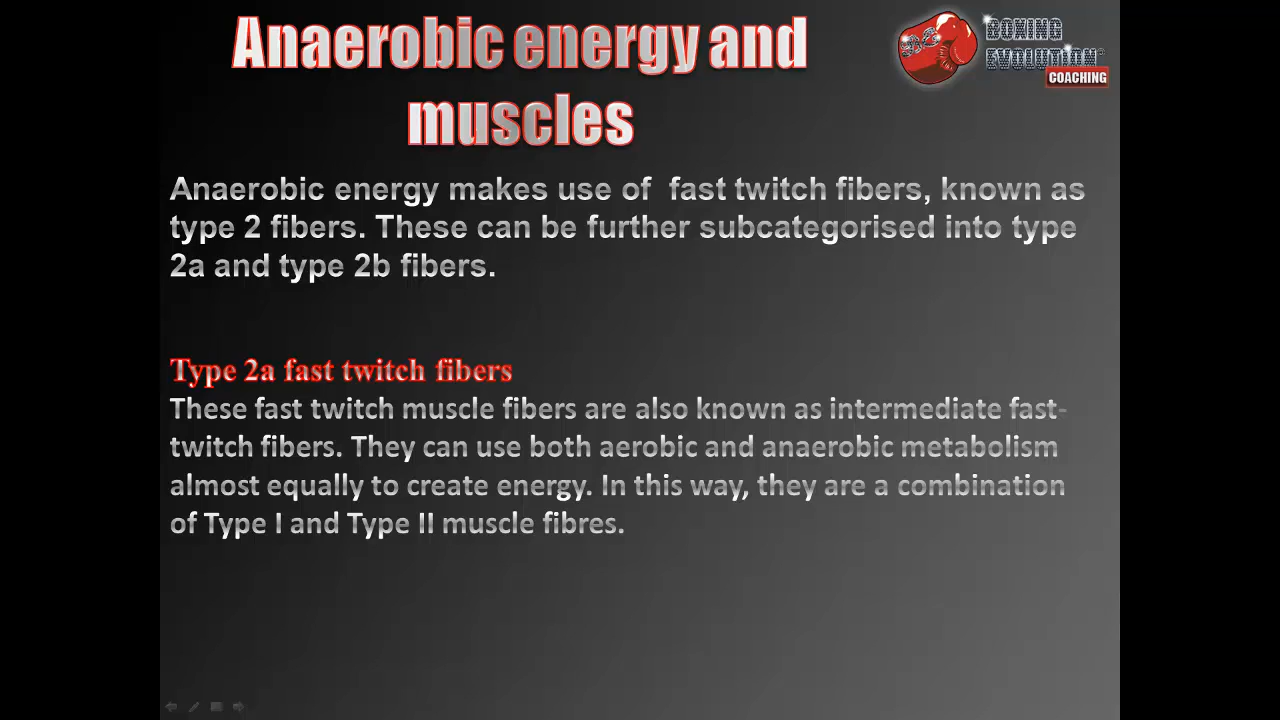 Anaerobic energy and
muscles
BOXING
EVOLUTION
COACHING
Anaerobic energy makes use of  fast twitch fibers, known as
type 2 fibers. These can be further subcategorised into type
2a and type 2b fibers.
Type 2a fast twitch fibers
These fast twitch muscle fibers are also known as intermediate fast-
twitch fibers. They can use both aerobic and anaerobic metabolism
almost equally to create energy. In this way, they are a combination
of Type I and Type II muscle fibres.